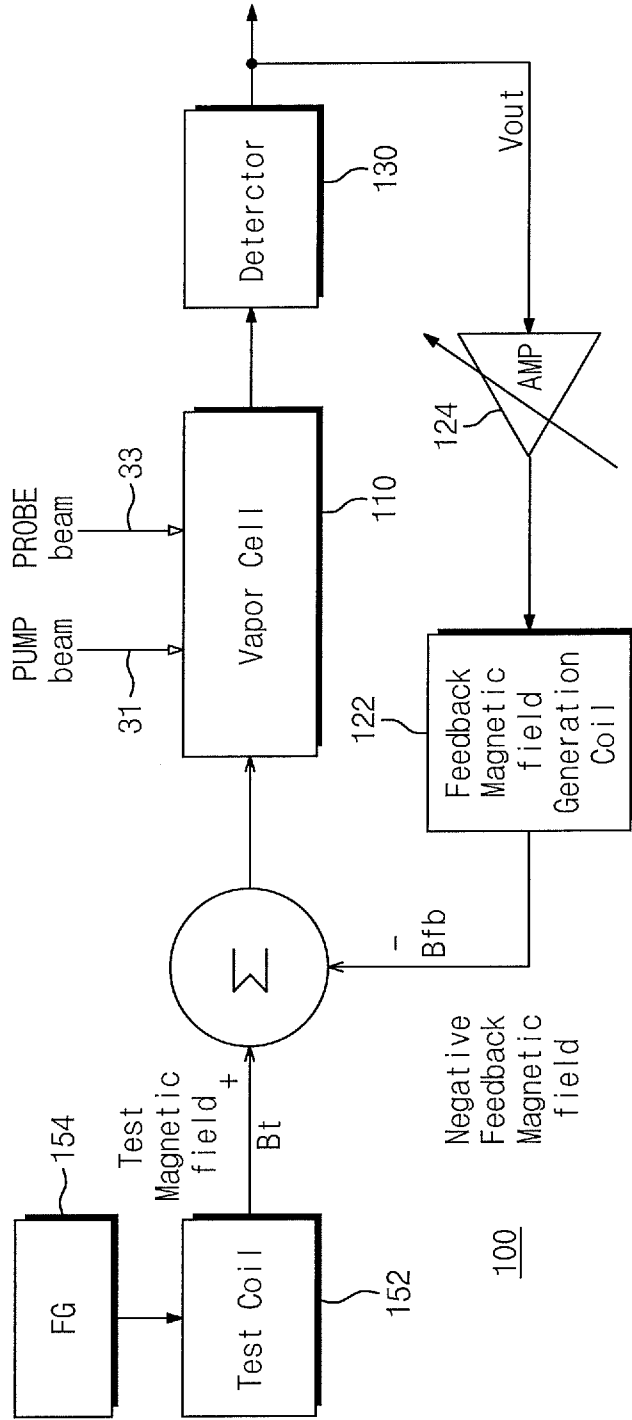 FG
154
Test Coil
152
Test
Magnetic
field
+
Bt
Σ
PUMP
beam
31
PROBE
beam
33
Vapor Cell
110
Deterctor
130
Vout
AMP
124
Feedback
Magnetic
field
Generation
Coil
122
-
Bfb
Negative
Feedback
Magnetic
field
100